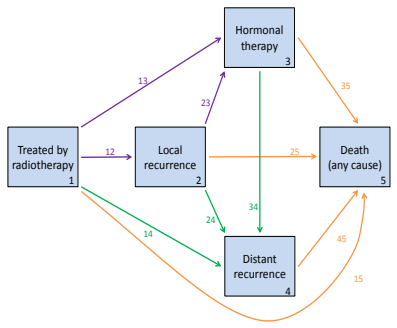 Hormonal
therapy
3
13
35
23
Treated by
radiotherapy
1
12
Local
recurrence
2
25
Death
(any cause)
5
34
24
14
Distant
recurrence
4
45
15